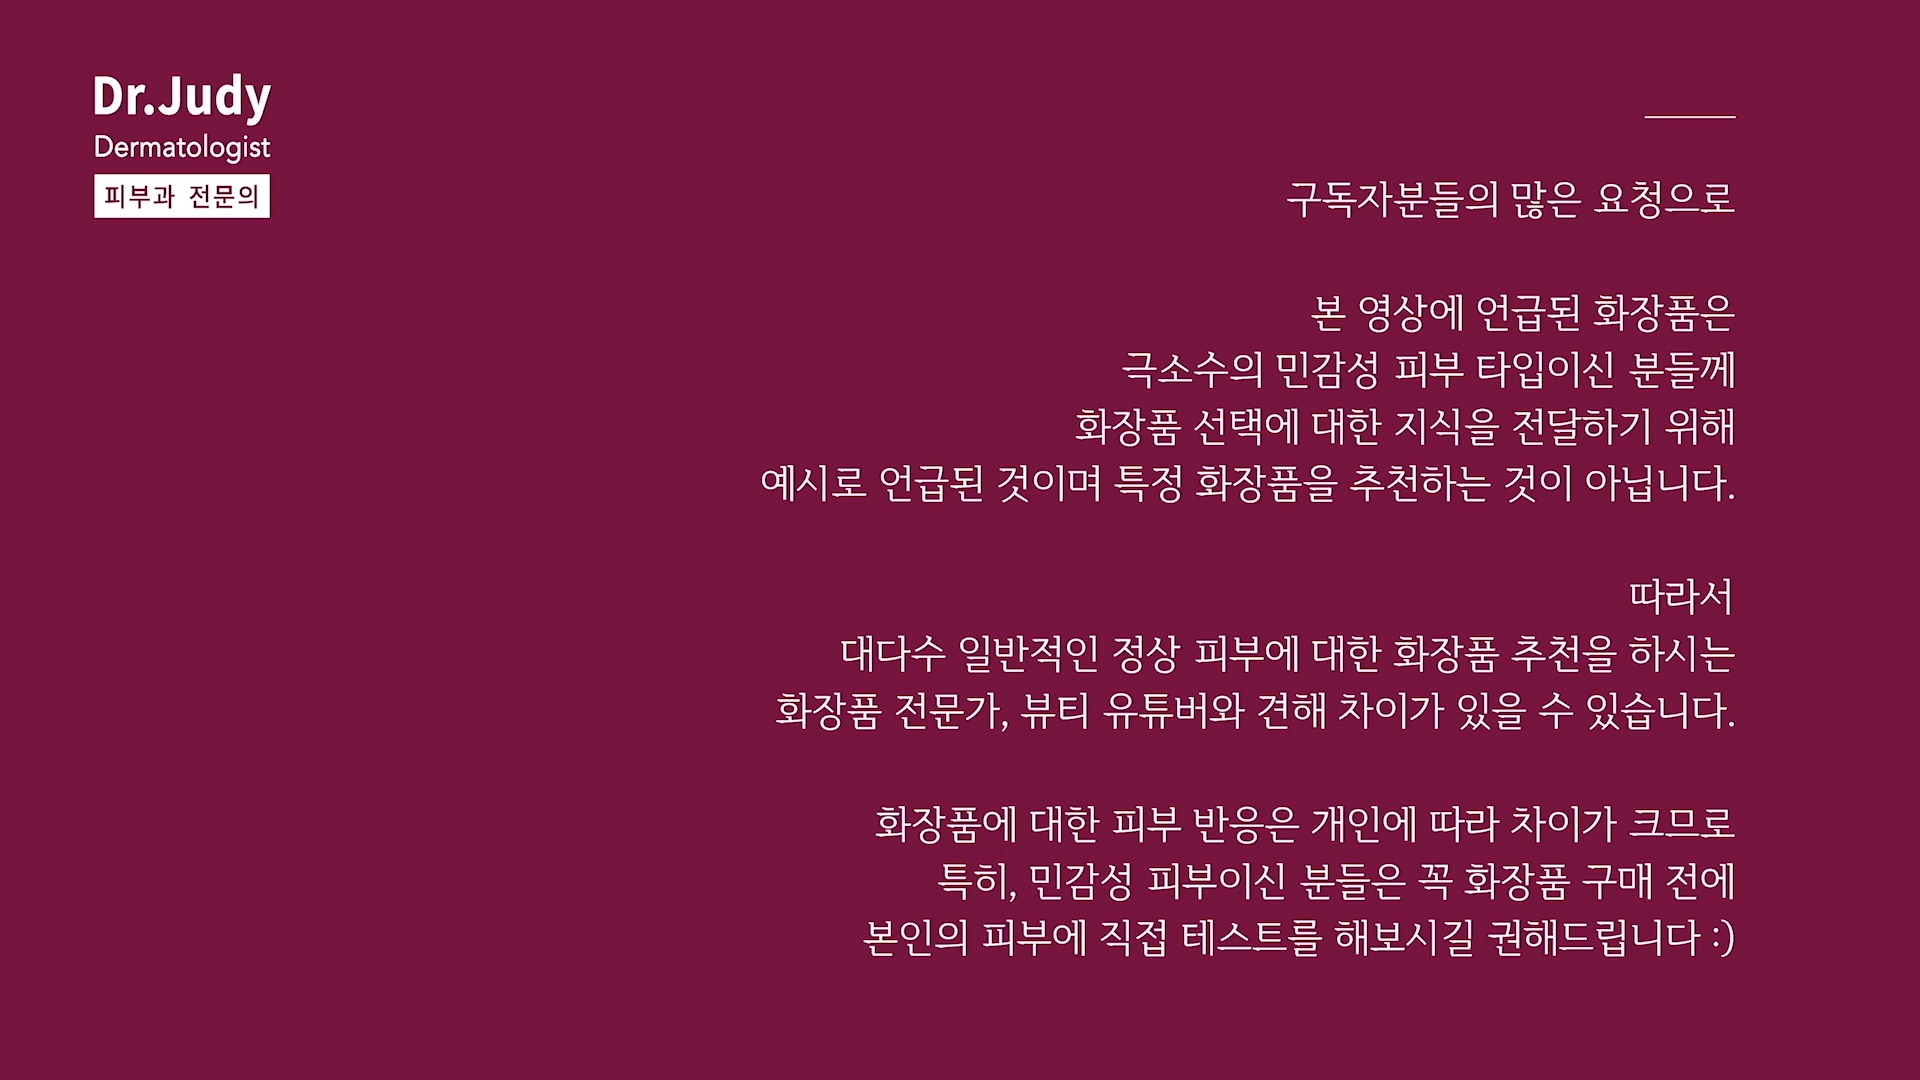 Dr.Judy
Dermatologist
피부과 전문의
구독자분들의 많은 요청으로
본 영상에 언급된 화장품은
극소수의 민감성 피부 타입이신 분들께
화장품 선택에 대한 지식을 전달하기 위해
예시로 언급된 것이며 특정 화장품을 추천하는 것이 아닙니다.
따라서
대다수 일반적인 정상 피부에 대한 화장품 추천을 하시는
화장품 전문가, 뷰티 유튜버와 견해 차이가 있을 수 있습니다.
화장품에 대한 피부 반응은 개인에 따라 차이가 크므로
특히, 민감성 피부이신 분들은 꼭 화장품 구매 전에
본인의 피부에 직접 테스트를 해보시길 권해드립니다 :)